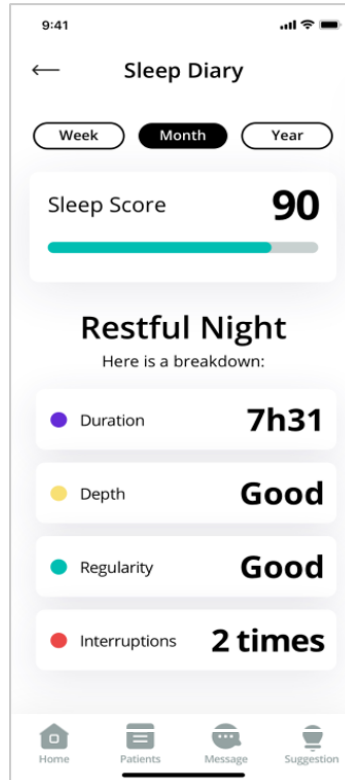 9:41
Sleep Diary
Week Month Year
Sleep Score 90
Restful Night
Here is a breakdown:
Duration 7h31
Depth Good
Regularity Good
Interruptions 2 times
Home Patients Message Suggestion